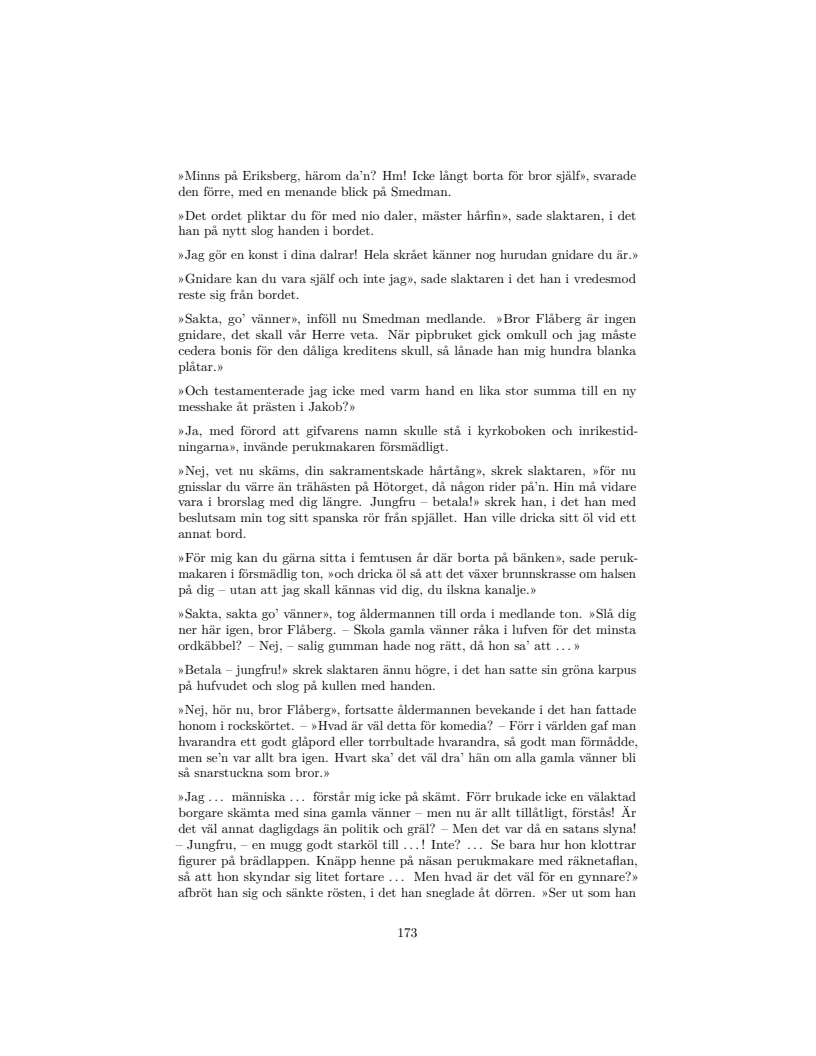 »Minns på Eriksberg, härom da’n? Hm! Icke långt borta för bror själf», svarade
den förre, med en menande blick på Smedman.
»Det ordet pliktar du för med nio daler, mäster hårfin», sade slaktaren, i det
han på nytt slog handen i bordet.
»Jag gör en konst i dina dalrar! Hela skrået känner nog hurudan gnidare du är.»
»Gnidare kan du vara själf och inte jag», sade slaktaren i det han i vredesmod
reste sig från bordet.
»Sakta, go’ vänner», inföll nu Smedman medlande. »Bror Flåberg är ingen
gnidare, det skall vår Herre veta. När pipbruket gick omkull och jag måste
cedera bonis för den dåliga kreditens skull, så lånade han mig hundra blanka
plåtar.»
»Och testamenterade jag icke med varm hand en lika stor summa till en ny
messhake åt prästen i Jakob?»
»Ja, med förord att gifvarens namn skulle stå i kyrkoboken och inrikestid-
ningarna», invände perukmakaren försmädligt.
»Nej, vet nu skäms, din sakramentskade hårtång», skrek slaktaren, »för nu
gnisslar du värre än trähästen på Hötorget, då någon rider på’n. Hin må vidare
vara i brorslag med dig längre. Jungfru – betala!» skrek han, i det han med
beslutsam min tog sitt spanska rör från spjället. Han ville dricka sitt öl vid ett
annat bord.
»För mig kan du gärna sitta i femtusen år där borta på bänken», sade peruk-
makaren i försmädlig ton, »och dricka öl så att det växer brunnskrasse om halsen
på dig – utan att jag skall kännas vid dig, du ilskna kanalje.»
»Sakta, sakta go’ vänner», tog åldermannen till orda i medlande ton. »Slå dig
ner här igen, bror Flåberg. – Skola gamla vänner råka i lufven för det minsta
ordkäbbel? – Nej, – salig gumman hade nog rätt, då hon sa’ att . . . »
»Betala – jungfru!» skrek slaktaren ännu högre, i det han satte sin gröna karpus
på hufvudet och slog på kullen med handen.
»Nej, hör nu, bror Flåberg», fortsatte åldermannen bevekande i det han fattade
honom i rockskörtet. – »Hvad är väl detta för komedia? – Förr i världen gaf man
hvarandra ett godt glåpord eller torrbultade hvarandra, så godt man förmådde,
men se’n var allt bra igen. Hvart ska’ det väl dra’ hän om alla gamla vänner bli
så snarstuckna som bror.»
»Jag . . . människa . . . förstår mig icke på skämt. Förr brukade icke en välaktad
borgare skämta med sina gamla vänner – men nu är allt tillåtligt, förstås! Är
det väl annat dagligdags än politik och gräl? – Men det var då en satans slyna!
– Jungfru, – en mugg godt starköl till . . . ! Inte? . . . Se bara hur hon klottrar
figurer på brädlappen. Knäpp henne på näsan perukmakare med räknetaflan,
så att hon skyndar sig litet fortare . . . Men hvad är det väl för en gynnare?»
afbröt han sig och sänkte rösten, i det han sneglade åt dörren. »Ser ut som han
173